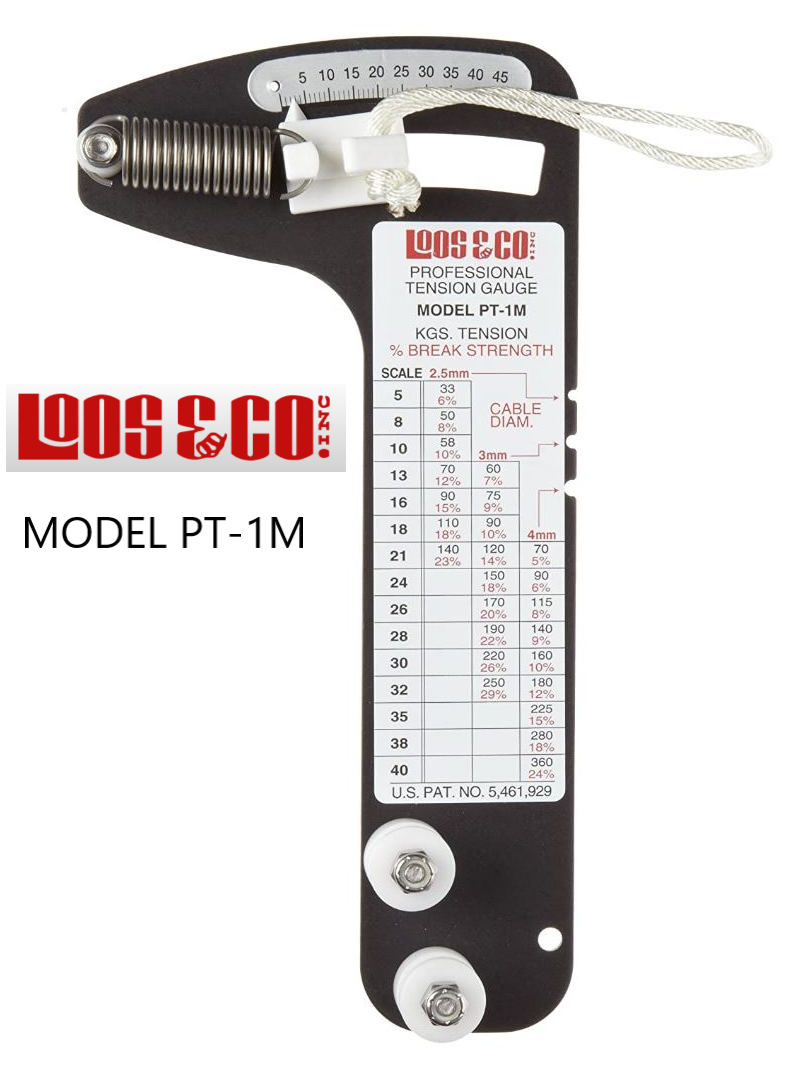 5 10 15 20 25 30 35 40 45
LOOS & CO. INC
PROFESSIONAL
TENSION GAUGE
MODEL PT-1M
KGS. TENSION
% BREAK STRENGTH
SCALE 2.5mm
5 33 6%
CABLE
DIAM.
8 50 8%
10 58 10% 3mm
13 70 12% 60 7%
16 90 15% 75 9%
18 110 18% 90 10% 4mm
21 140 23% 120 14% 70 5%
24 150 18% 90 6%
26 170 20% 115 8%
28 190 22% 140 9%
30 220 26% 160 10%
32 250 29% 180 12%
35 225 15%
38 280 18%
40 360 24%
U.S. PAT. NO. 5,461,929
LOOS & CO. INC
MODEL PT-1M